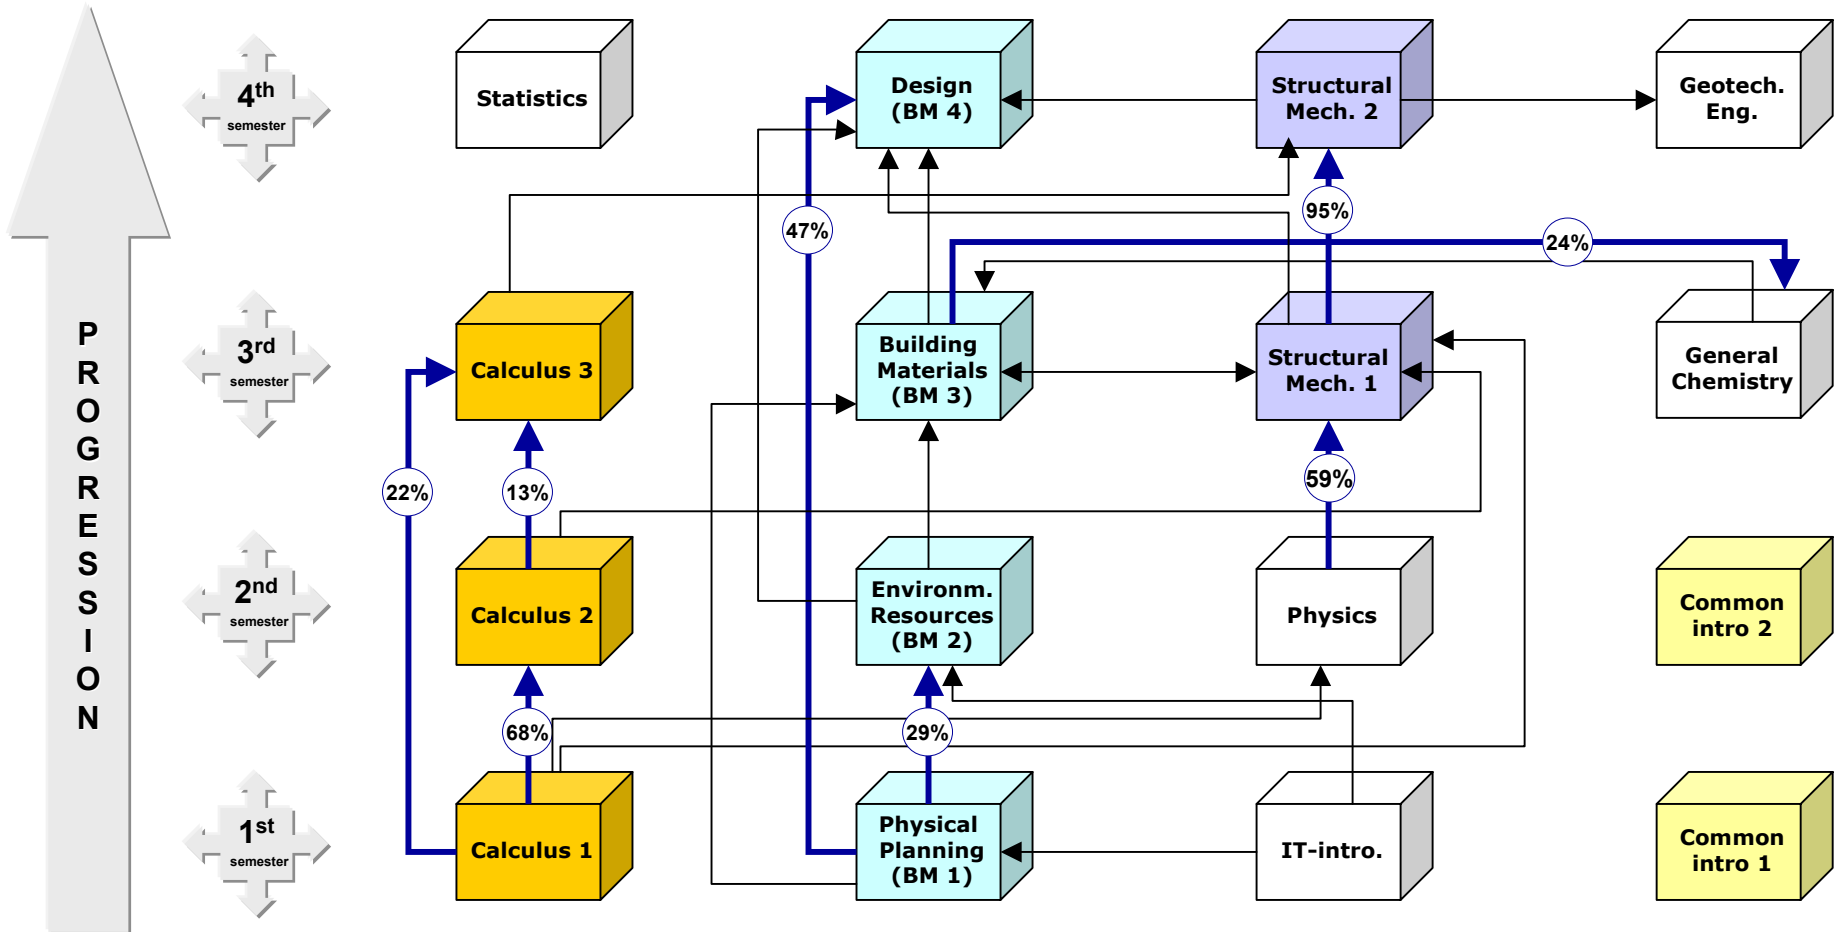 P
R
O
G
R
E
S
S
I
O
N
4th
semester
Statistics
Design
(BM 4)
Structural
Mech. 2
Geotech.
Eng.
47%
95%
24%
3rd
semester
Calculus 3
Building
Materials
(BM 3)
Structural
Mech. 1
General
Chemistry
22%
13%
59%
2nd
semester
Calculus 2
Environm.
Resources
(BM 2)
Physics
Common
intro 2
68%
29%
1st
semester
Calculus 1
Physical
Planning
(BM 1)
IT-intro.
Common
intro 1